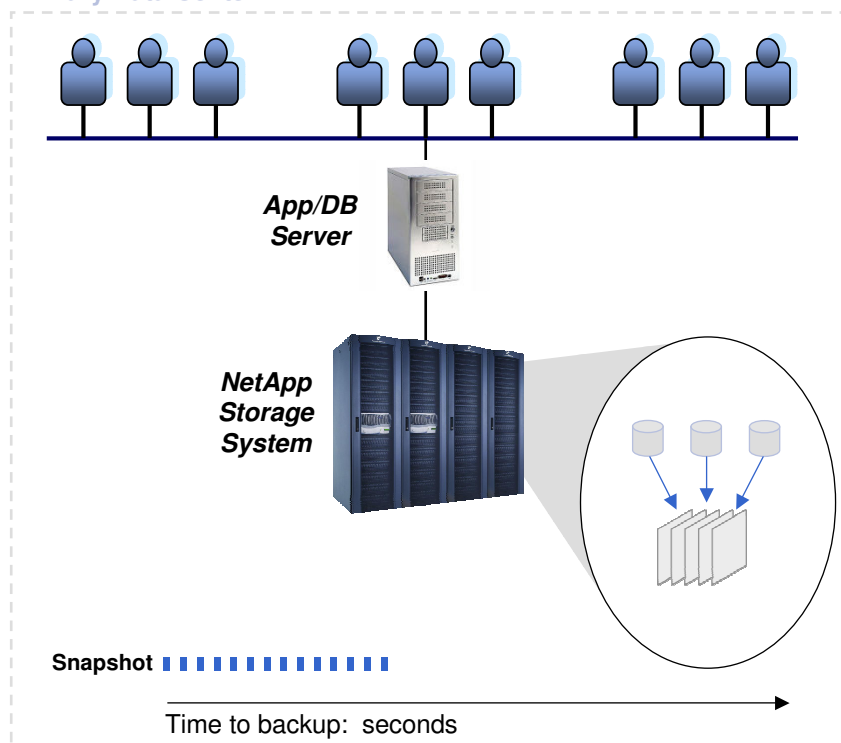 App/DB
Server
NetApp
Storage
System
Snapshot
Time to backup: seconds